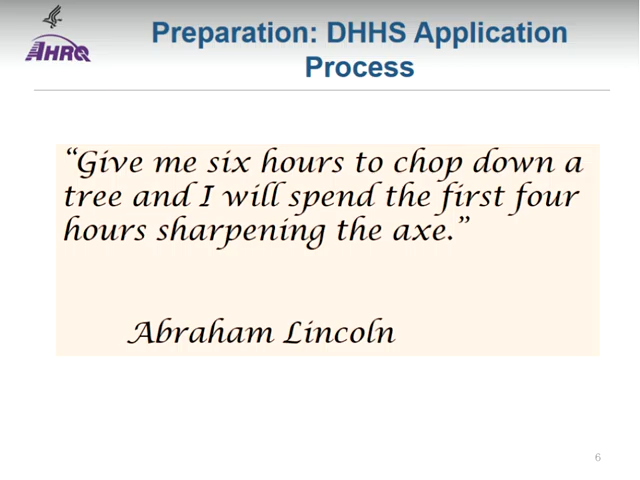 AHRQ
Preparation: DHHS Application
Process
“Give me six hours to chop down a
tree and I will spend the first four
hours sharpening the axe.”
Abraham Lincoln
6